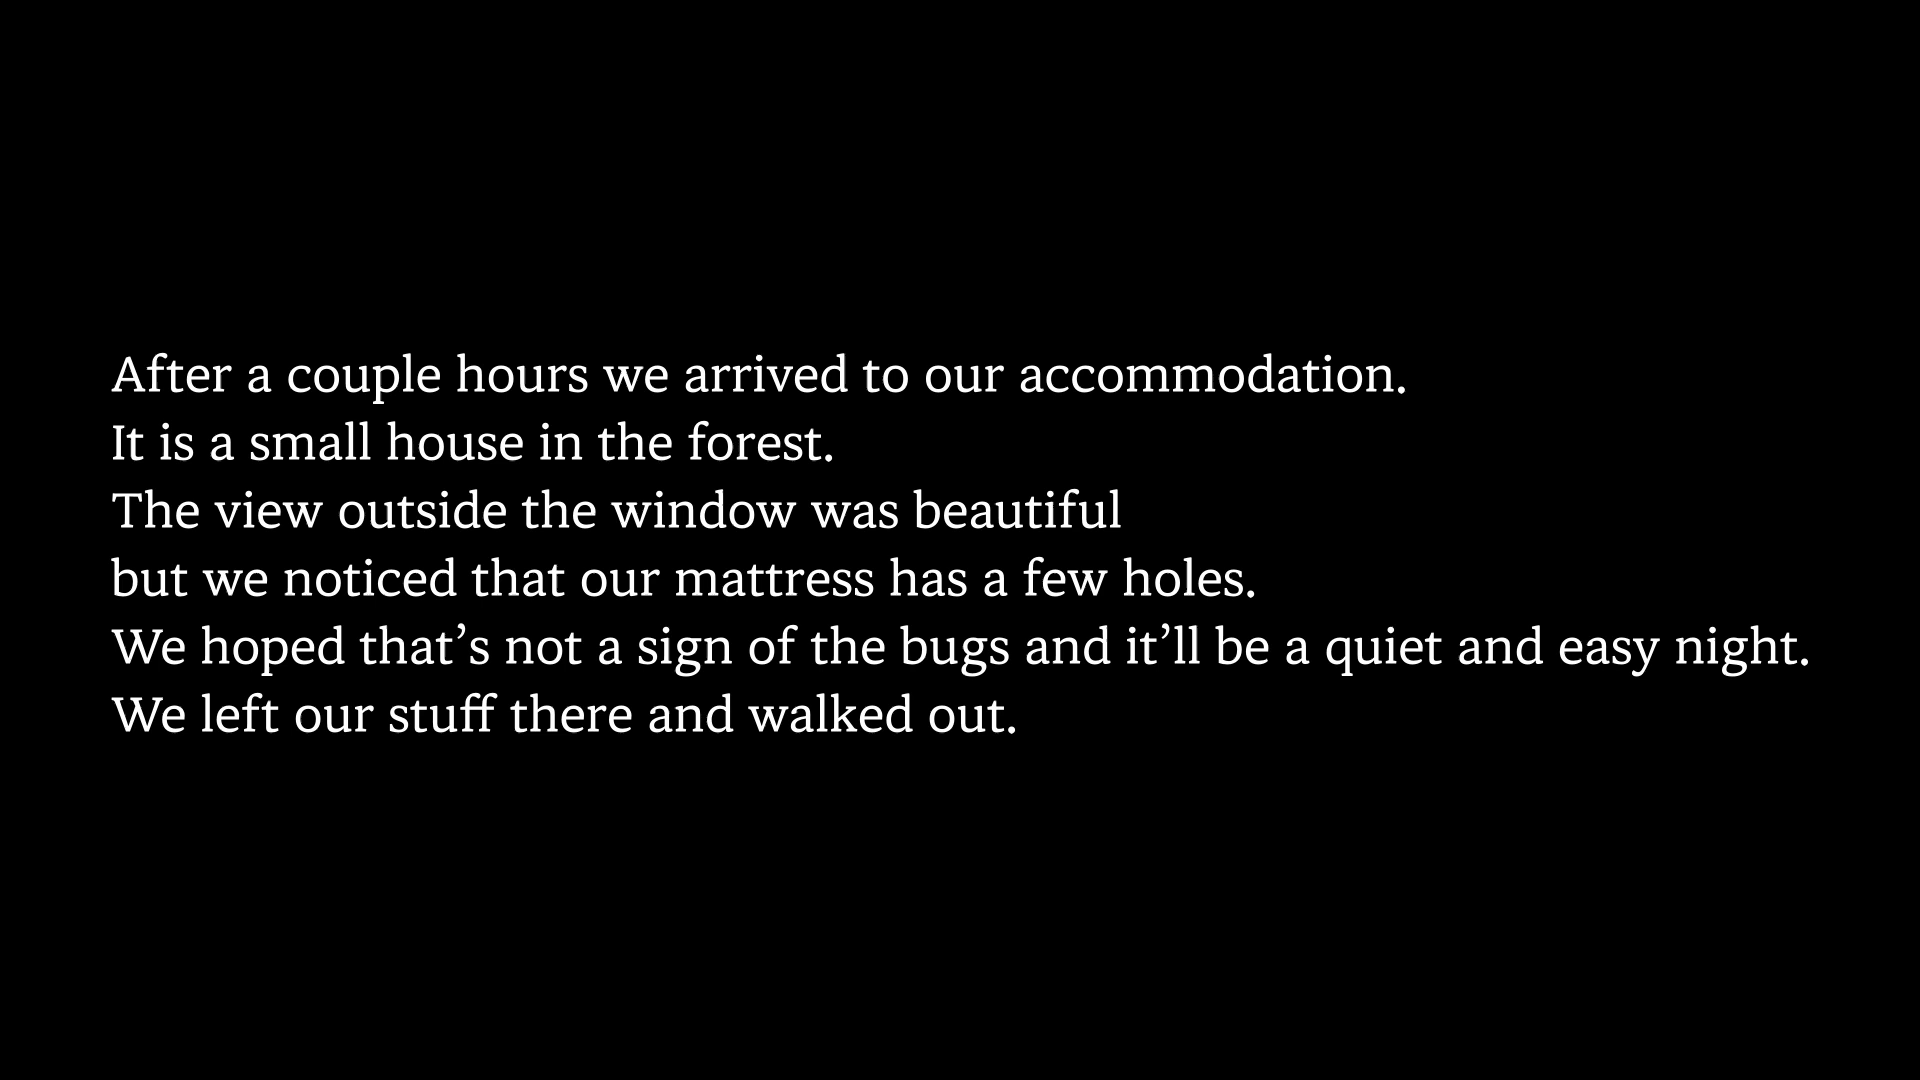 After a couple hours we arrived to our accommodation.
It is a small house in the forest.
The view outside the window was beautiful
but we noticed that our mattress has a few holes.
We hoped that’s not a sign of the bugs and it’ll be a quiet and easy night.
We left our stuff there and walked out.